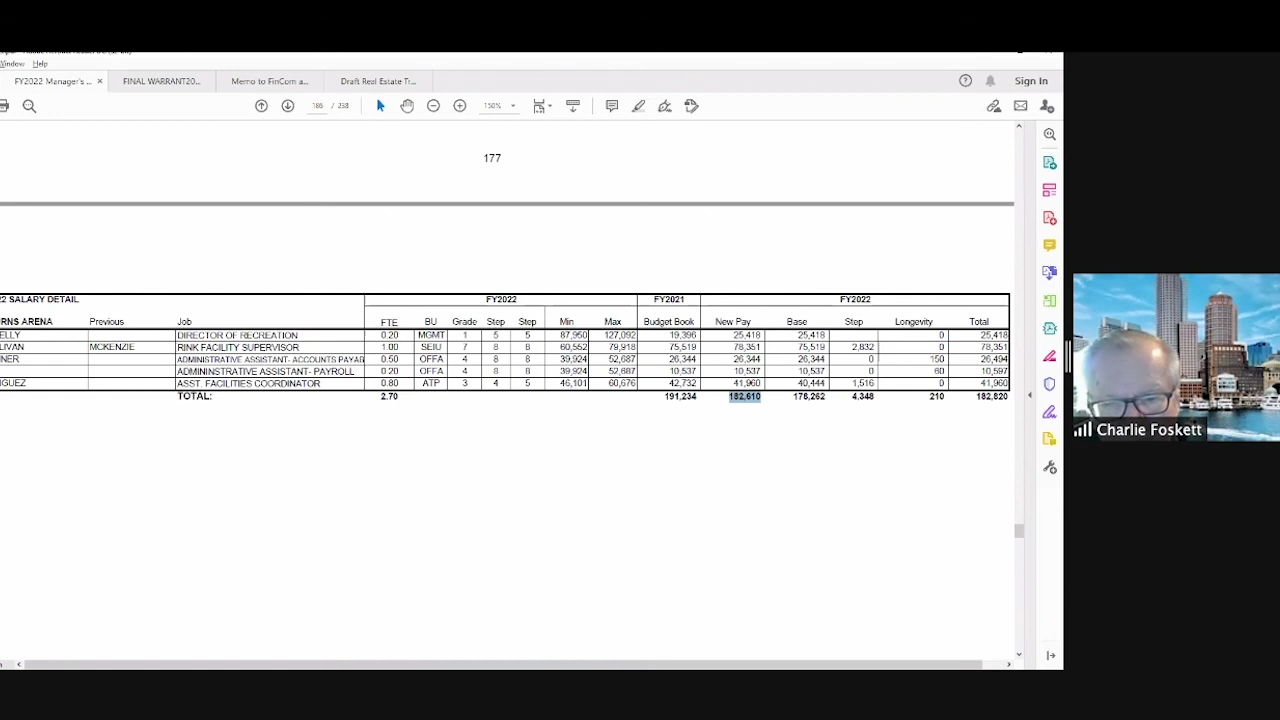 Window Help
FY2022 Manager's ... × FINAL WARRANT20... Memo to FinCom a... Draft Real Estate Tr... Sign In
186 / 238 150%
177
22 SALARY DETAIL FY2022 FY2021 FY2022
RNS ARENA Previous Job FTE BU Grade Step Step Min Max Budget Book New Pay Base Step Longevity Total
ELLY DIRECTOR OF RECREATION 0.20 MGMT 1 5 5 87,950 127,092 19,396 25,418 25,418 0 25,418
LIVAN MCKENZIE RINK FACILITY SUPERVISOR 1.00 SEIU 7 8 8 60,552 79,918 75,519 78,351 75,519 2,832 0 78,351
NER ADMININSTRATIVE ASSISTANT- ACCOUNTS PAYAB 0.50 OFFA 4 8 8 39,924 52,687 26,344 26,344 26,344 0 150 26,494
ADMININSTRATIVE ASSISTANT- PAYROLL 0.20 OFFA 4 8 8 39,924 52,687 10,537 10,537 10,537 0 60 10,597
IGUEZ ASST. FACILITIES COORDINATOR 0.80 ATP 3 4 5 46,101 60,676 42,732 41,960 40,444 1,516 0 41,960
TOTAL: 2.70 191,234 182,610 178,262 4,348 210 182,820
Charlie Foskett